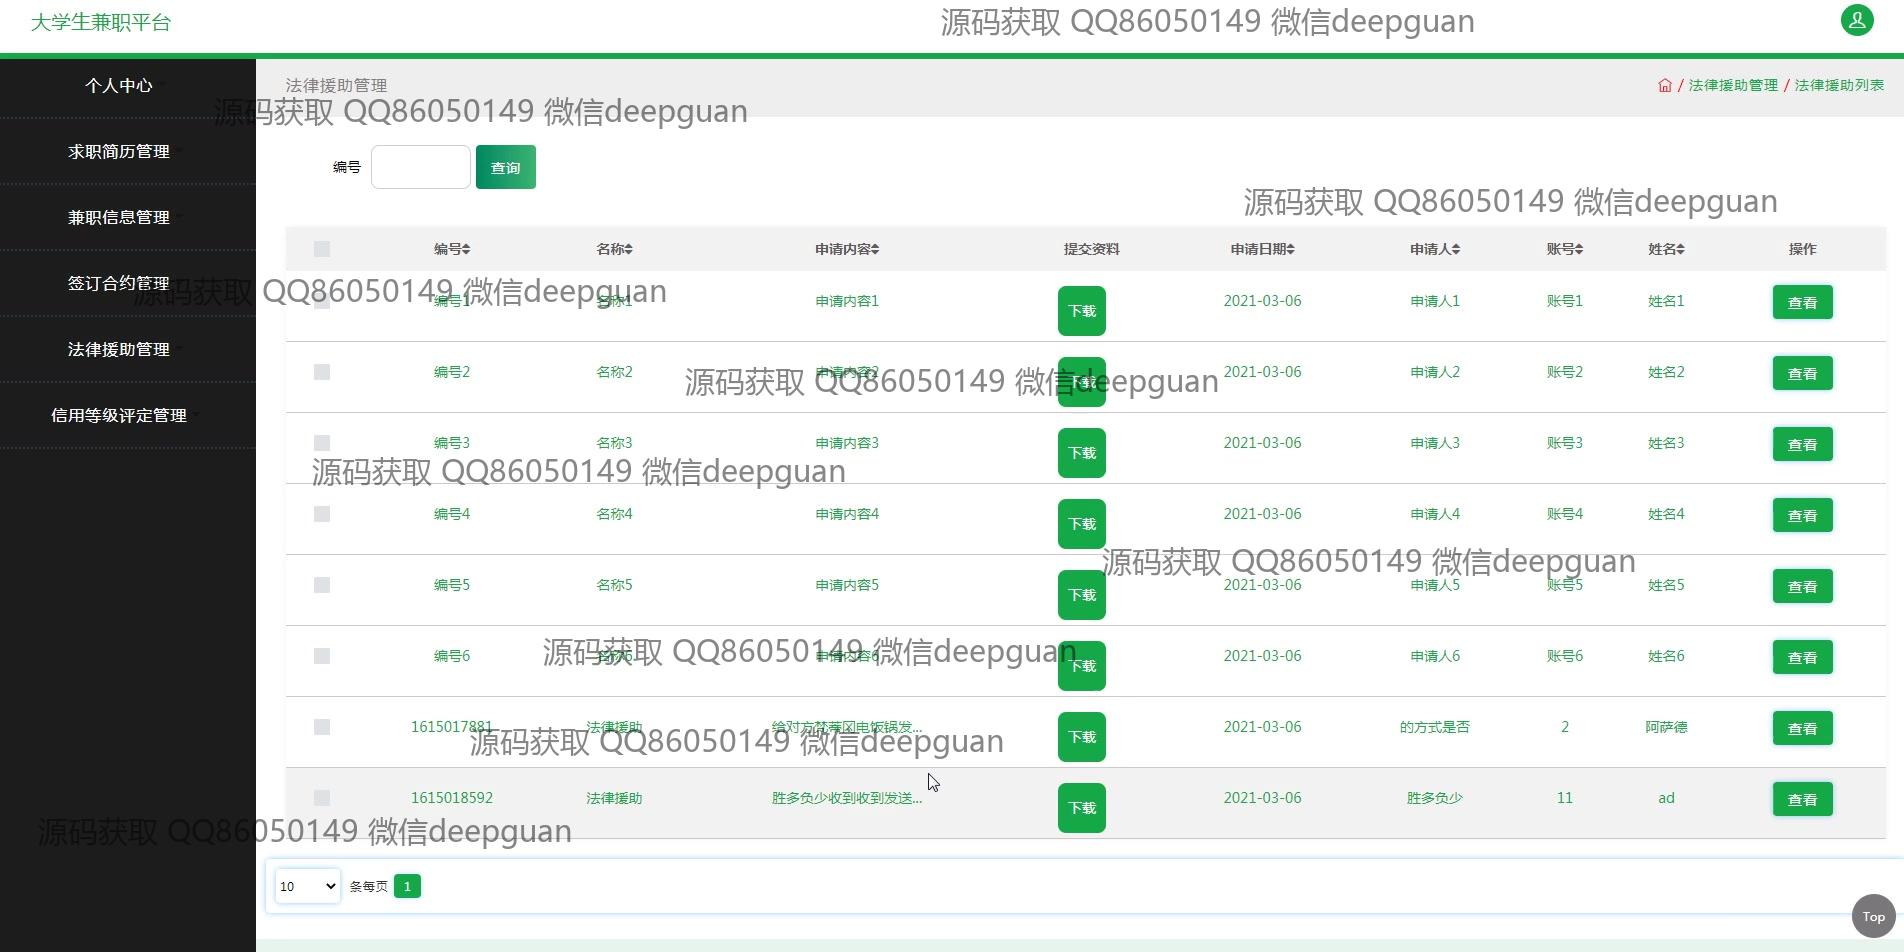 大学生兼职平台
源码获取 QQ86050149 微信deepguan
个人中心
法律援助管理
/ 法律援助管理 / 法律援助列表
源码获取 QQ86050149 微信deepguan
求职简历管理
编号 查询
源码获取 QQ86050149 微信deepguan
兼职信息管理
编号 名称 申请内容 提交资料 申请日期 申请人 账号 姓名 操作
签订合约管理
源码获取 QQ86050149 微信deepguan
编号1 名称1 申请内容1 下载 2021-03-06 申请人1 账号1 姓名1 查看
法律援助管理
编号2 名称2 申请内容2 下载 2021-03-06 申请人2 账号2 姓名2 查看
源码获取 QQ86050149 微信deepguan
信用等级评定管理
编号3 名称3 申请内容3 下载 2021-03-06 申请人3 账号3 姓名3 查看
源码获取 QQ86050149 微信deepguan
编号4 名称4 申请内容4 下载 2021-03-06 申请人4 账号4 姓名4 查看
源码获取 QQ86050149 微信deepguan
编号5 名称5 申请内容5 下载 2021-03-06 申请人5 账号5 姓名5 查看
编号6 名称6 申请内容6 下载 2021-03-06 申请人6 账号6 姓名6 查看
源码获取 QQ86050149 微信deepguan
1615017881 法律援助 给对方梵蒂冈电饭锅发... 下载 2021-03-06 的方式是否 2 阿萨德 查看
源码获取 QQ86050149 微信deepguan
1615018592 法律援助 胜多负少收到收到发送... 下载 2021-03-06 胜多负少 11 ad 查看
源码获取 QQ86050149 微信deepguan
10 条每页 1
Top